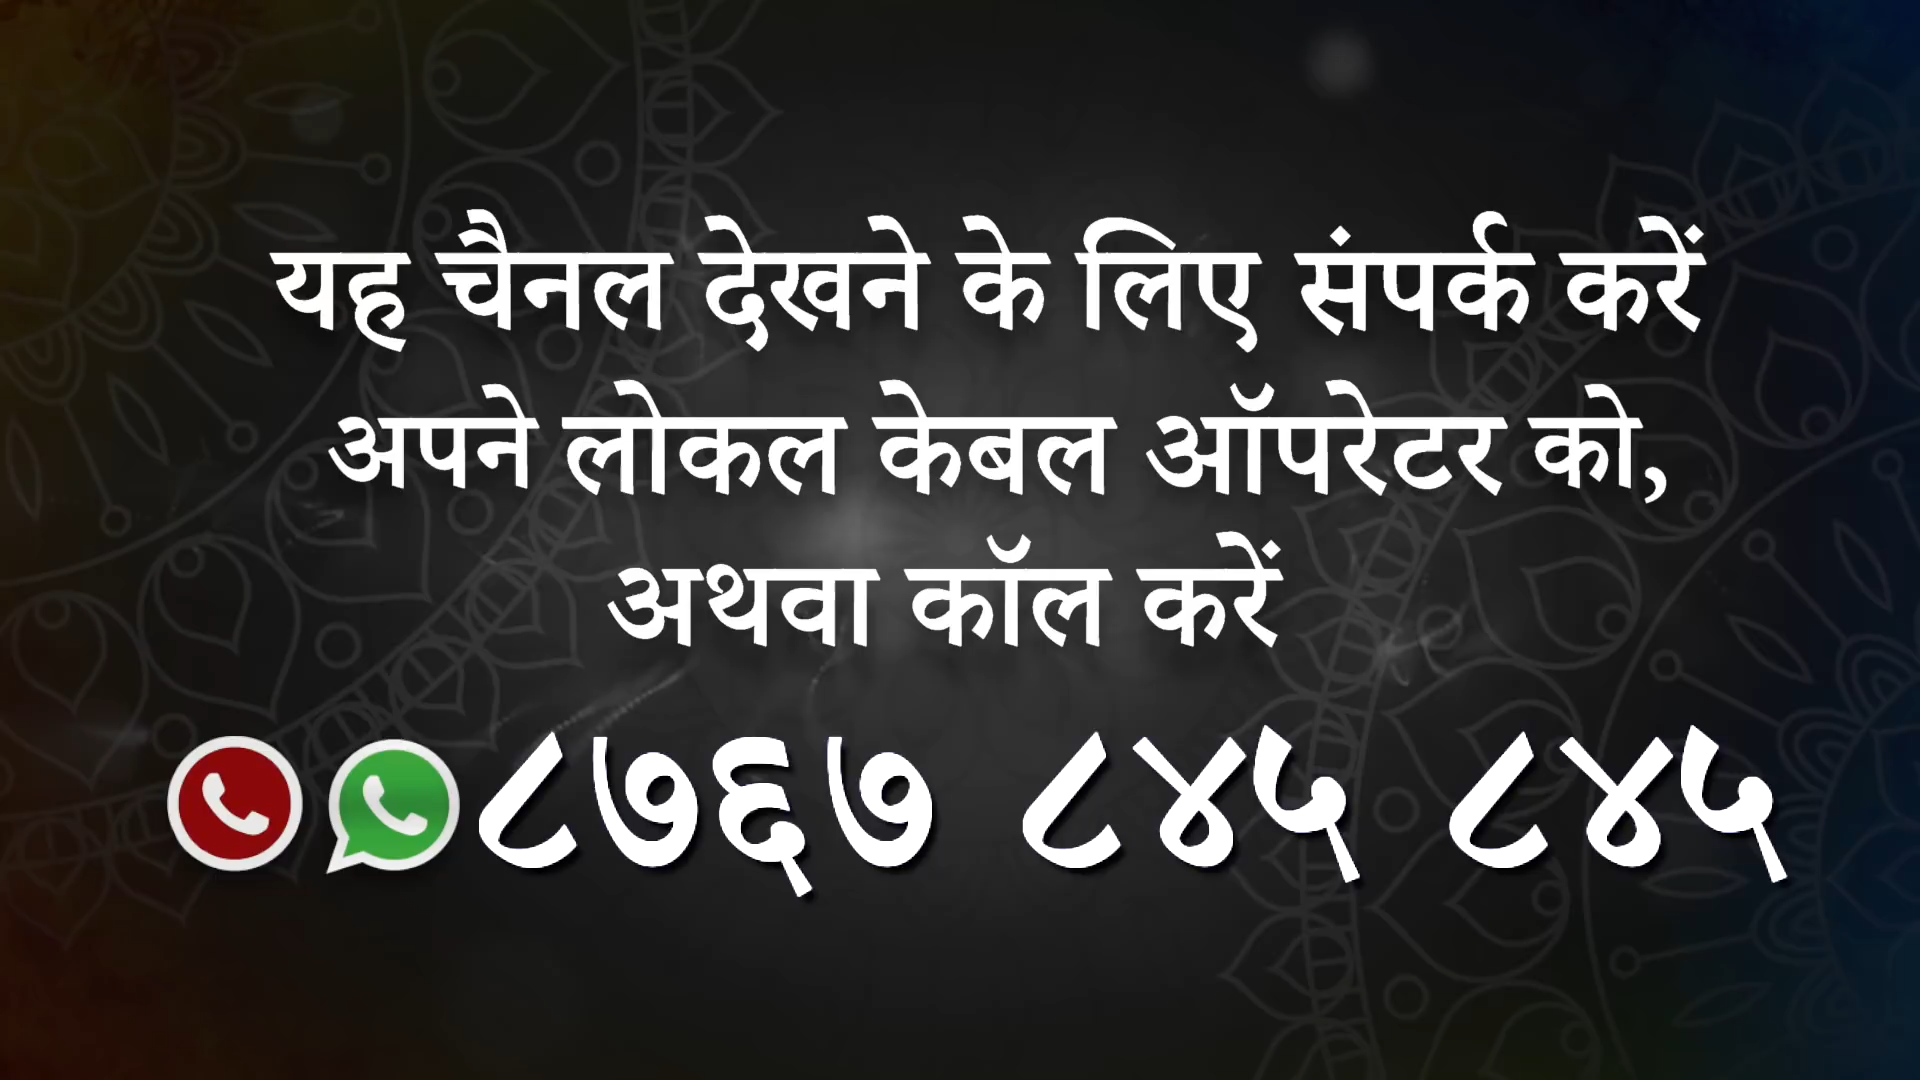 यह चैनल देखने के लिए संपर्क करें
अपने लोकल केबल ऑपरेटर को,
अथवा कॉल करें
८७६७ ८४५ ८४५